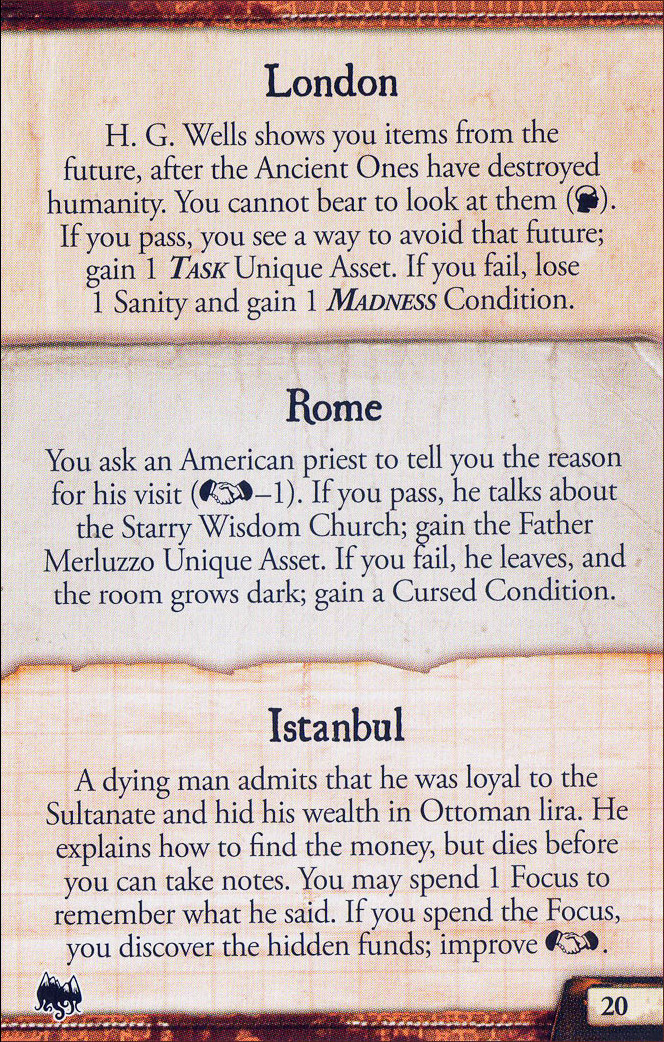 London
H. G. Wells shows you items from the
future, after the Ancient Ones have destroyed
humanity. You cannot bear to look at them ( ).
If you pass, you see a way to avoid that future;
gain 1 TASK Unique Asset. If you fail, lose
1 Sanity and gain 1 MADNESS Condition.
Rome
You ask an American priest to tell you the reason
for his visit ( –1). If you pass, he talks about
the Starry Wisdom Church; gain the Father
Merluzzo Unique Asset. If you fail, he leaves, and
the room grows dark; gain a Cursed Condition.
Istanbul
A dying man admits that he was loyal to the
Sultanate and hid his wealth in Ottoman lira. He
explains how to find the money, but dies before
you can take notes. You may spend 1 Focus to
remember what he said. If you spend the Focus,
you discover the hidden funds; improve .
20